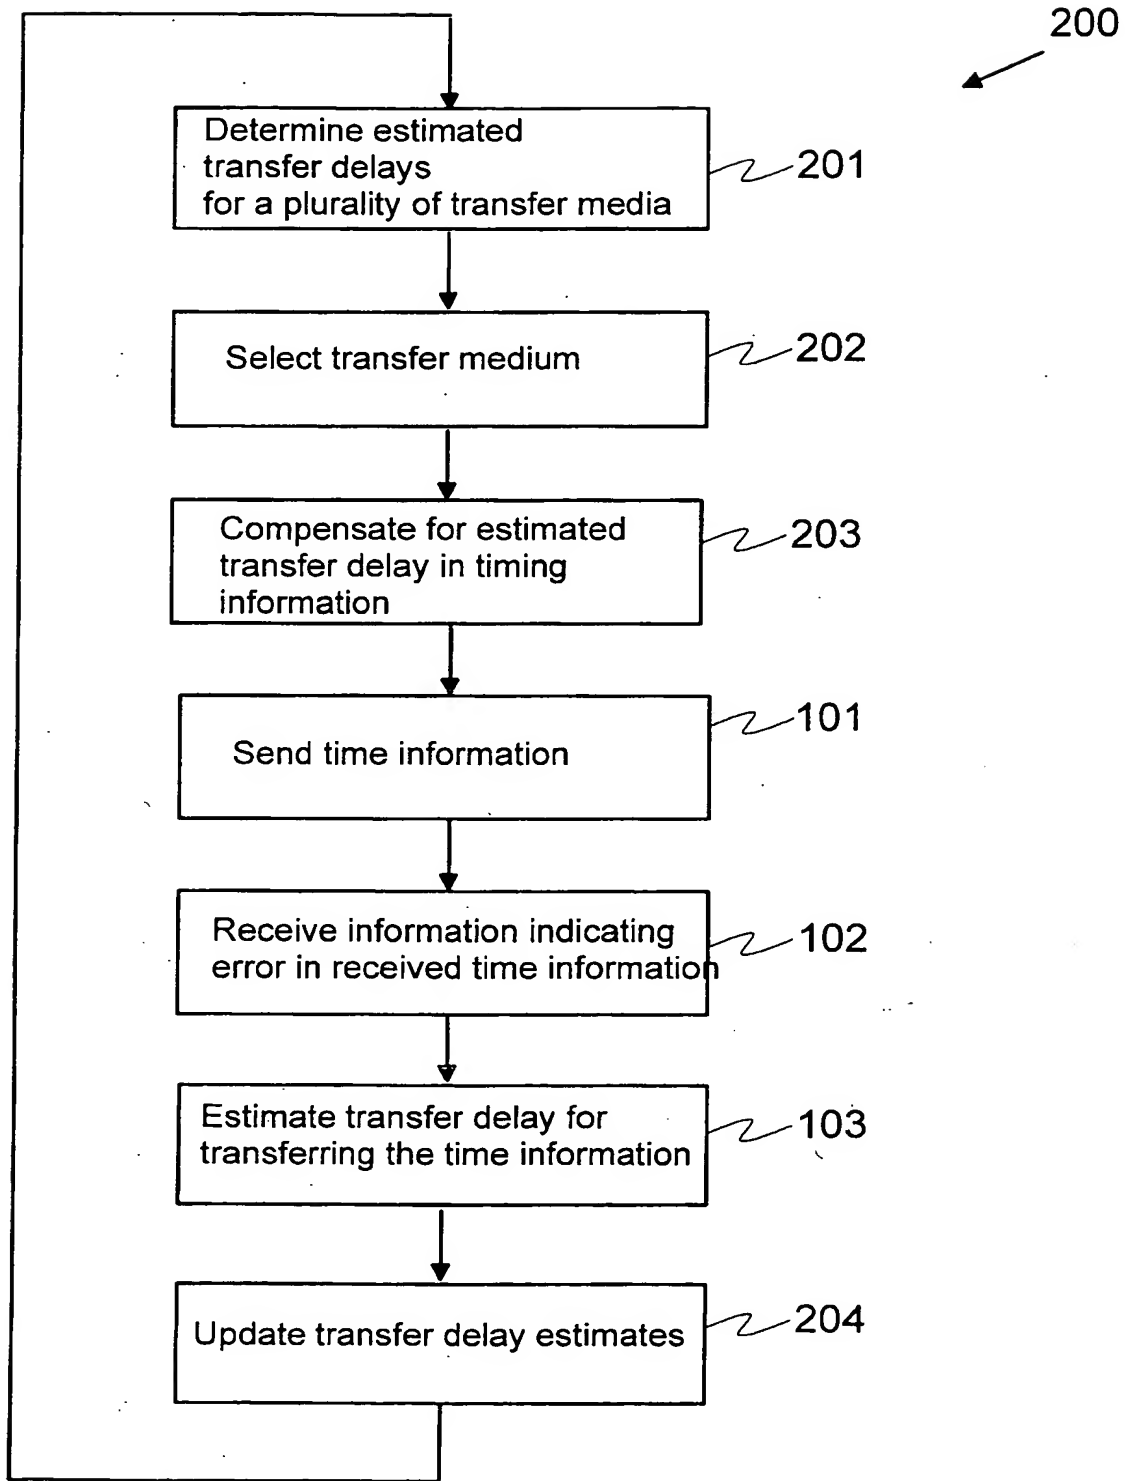 200
Determine estimated
transfer delays
for a plurality of transfer media
201
Select transfer medium
202
Compensate for estimated
transfer delay in timing
information
203
Send time information
101
Receive information indicating
error in received time information
102
Estimate transfer delay for
transferring the time information
103
Update transfer delay estimates
204